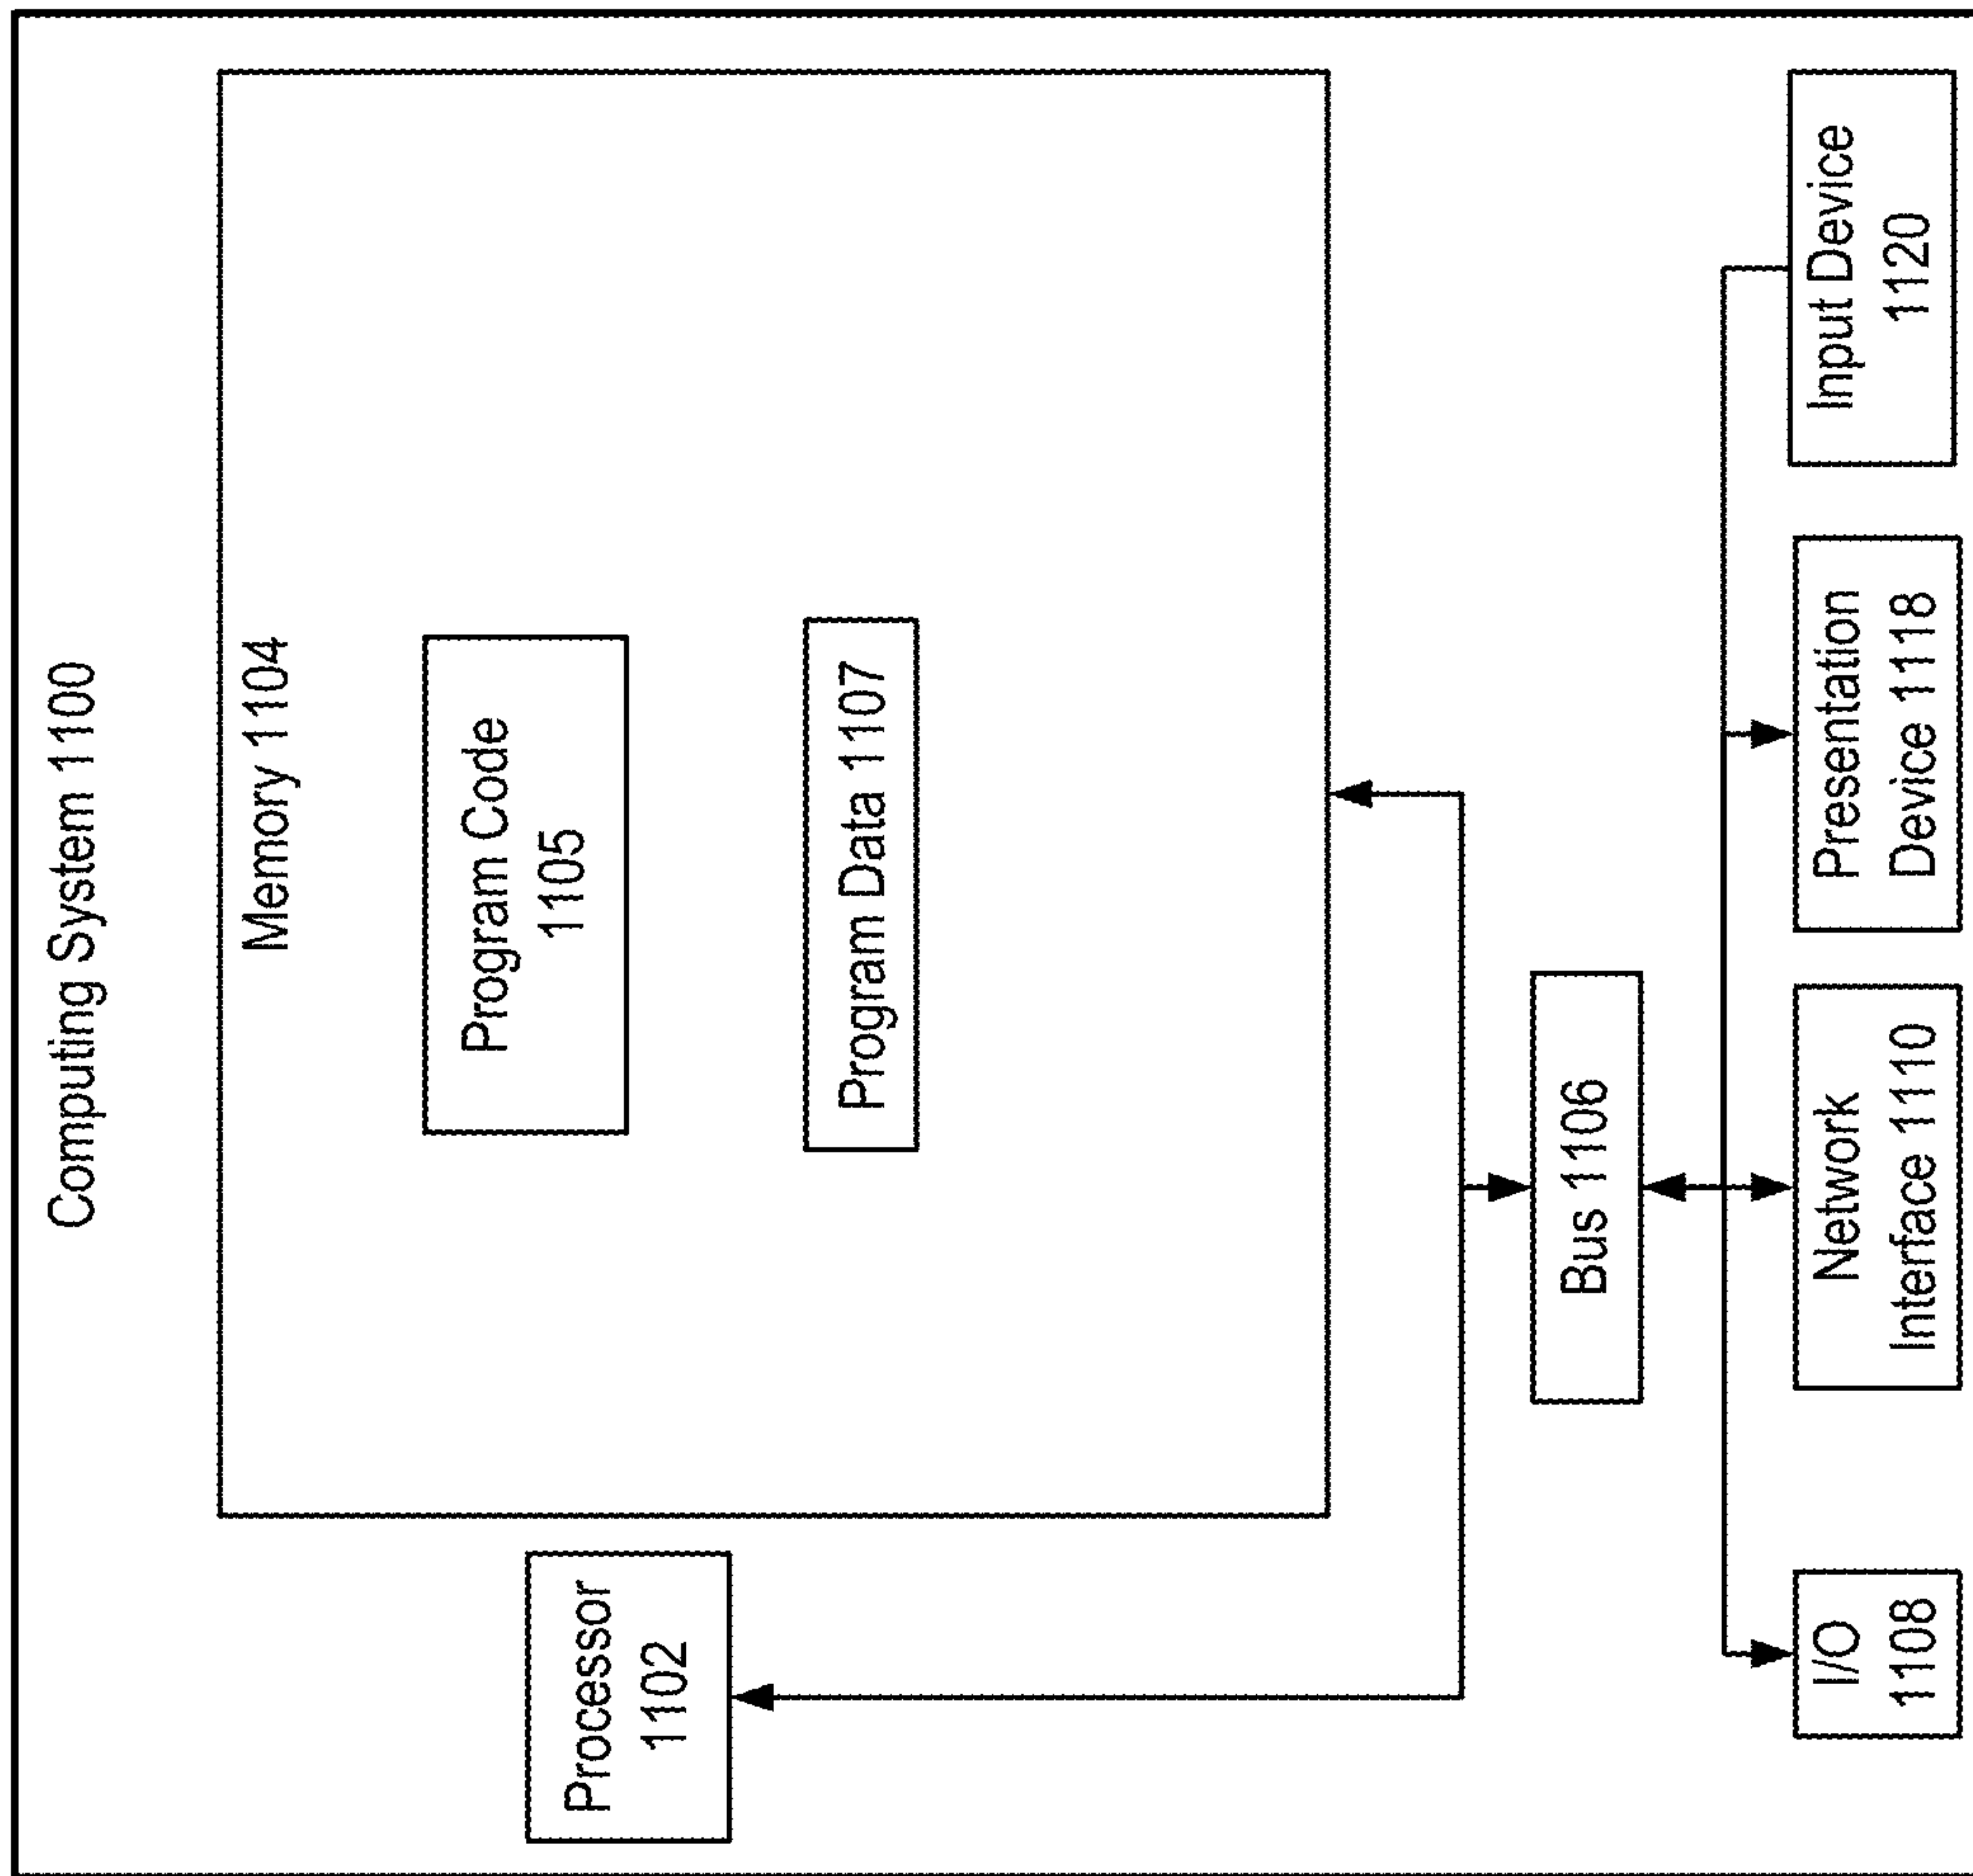 Computing System 1100
Memory 1104
Processor
1102
Program Code
1105
Program Data 1107
Bus 1106
I/O
1108
Network
Interface 1110
Presentation
Device 1118
Input Device
1120